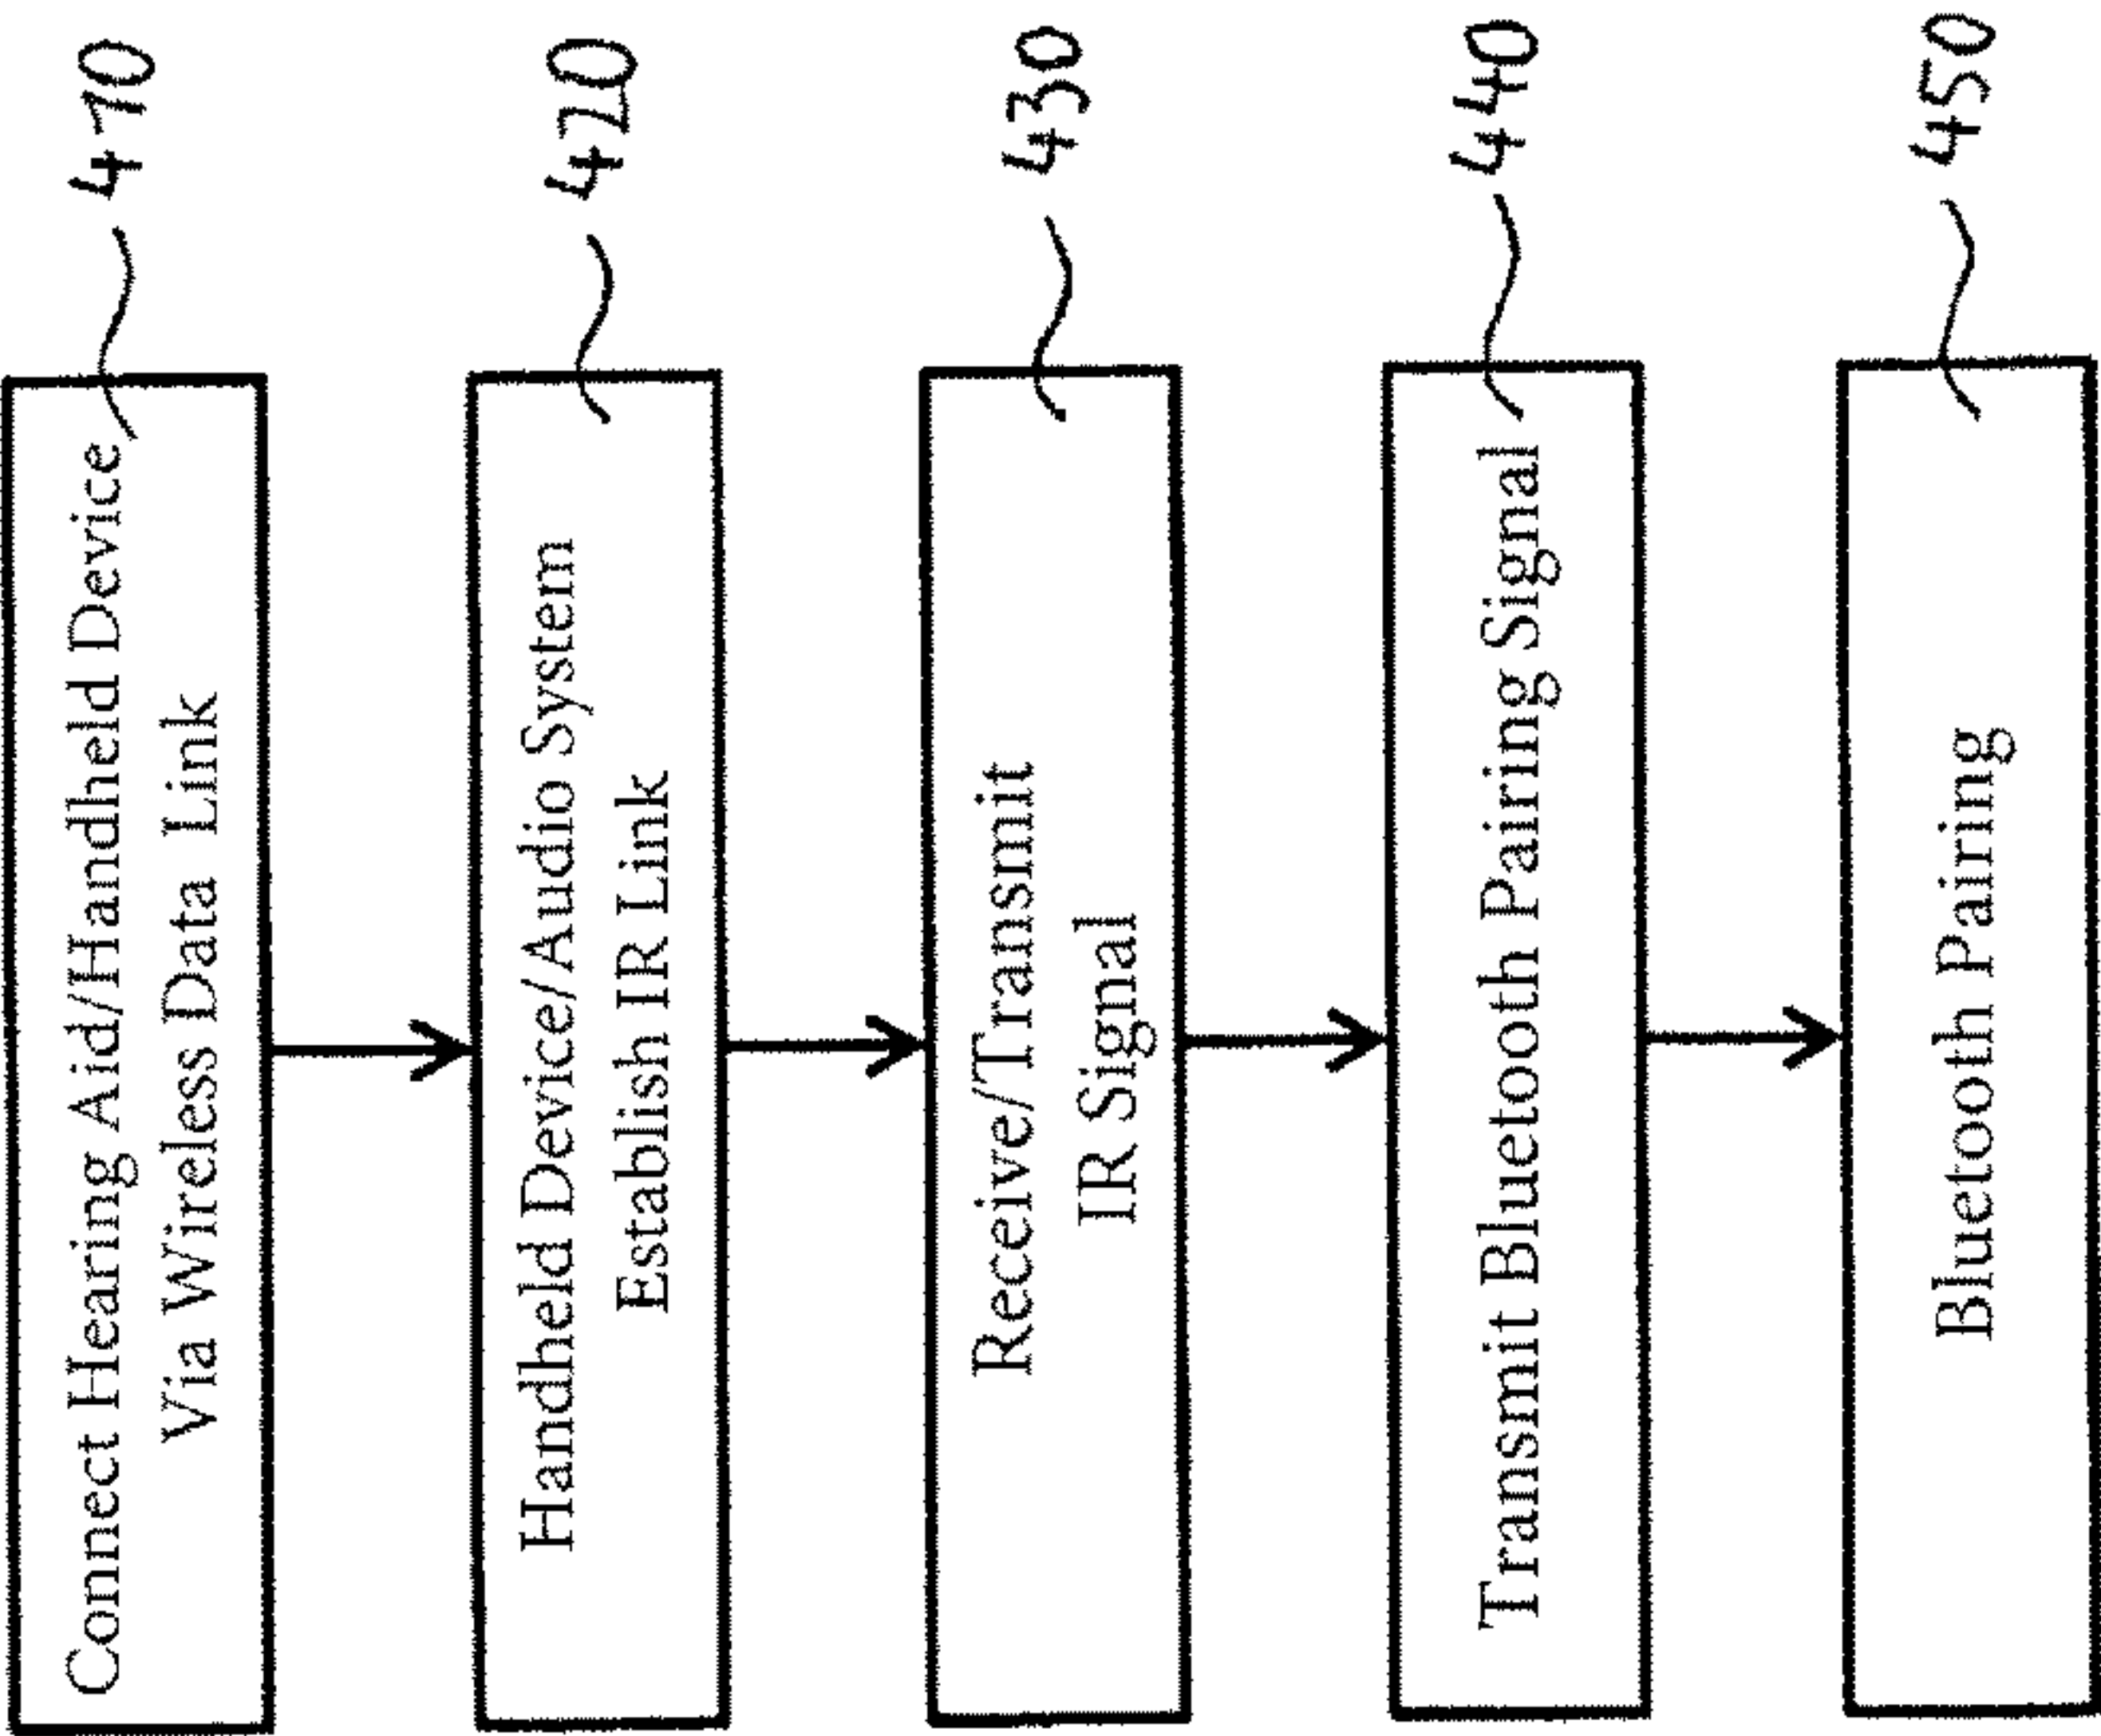 Connect Hearing Aid/Handheld Device
Via Wireless Data Link
410
Handheld Device/Audio System
Establish IR Link
420
Receive/Transmit
IR Signal
430
Transmit Bluetooth Pairing Signal
440
Bluetooth Pairing
450